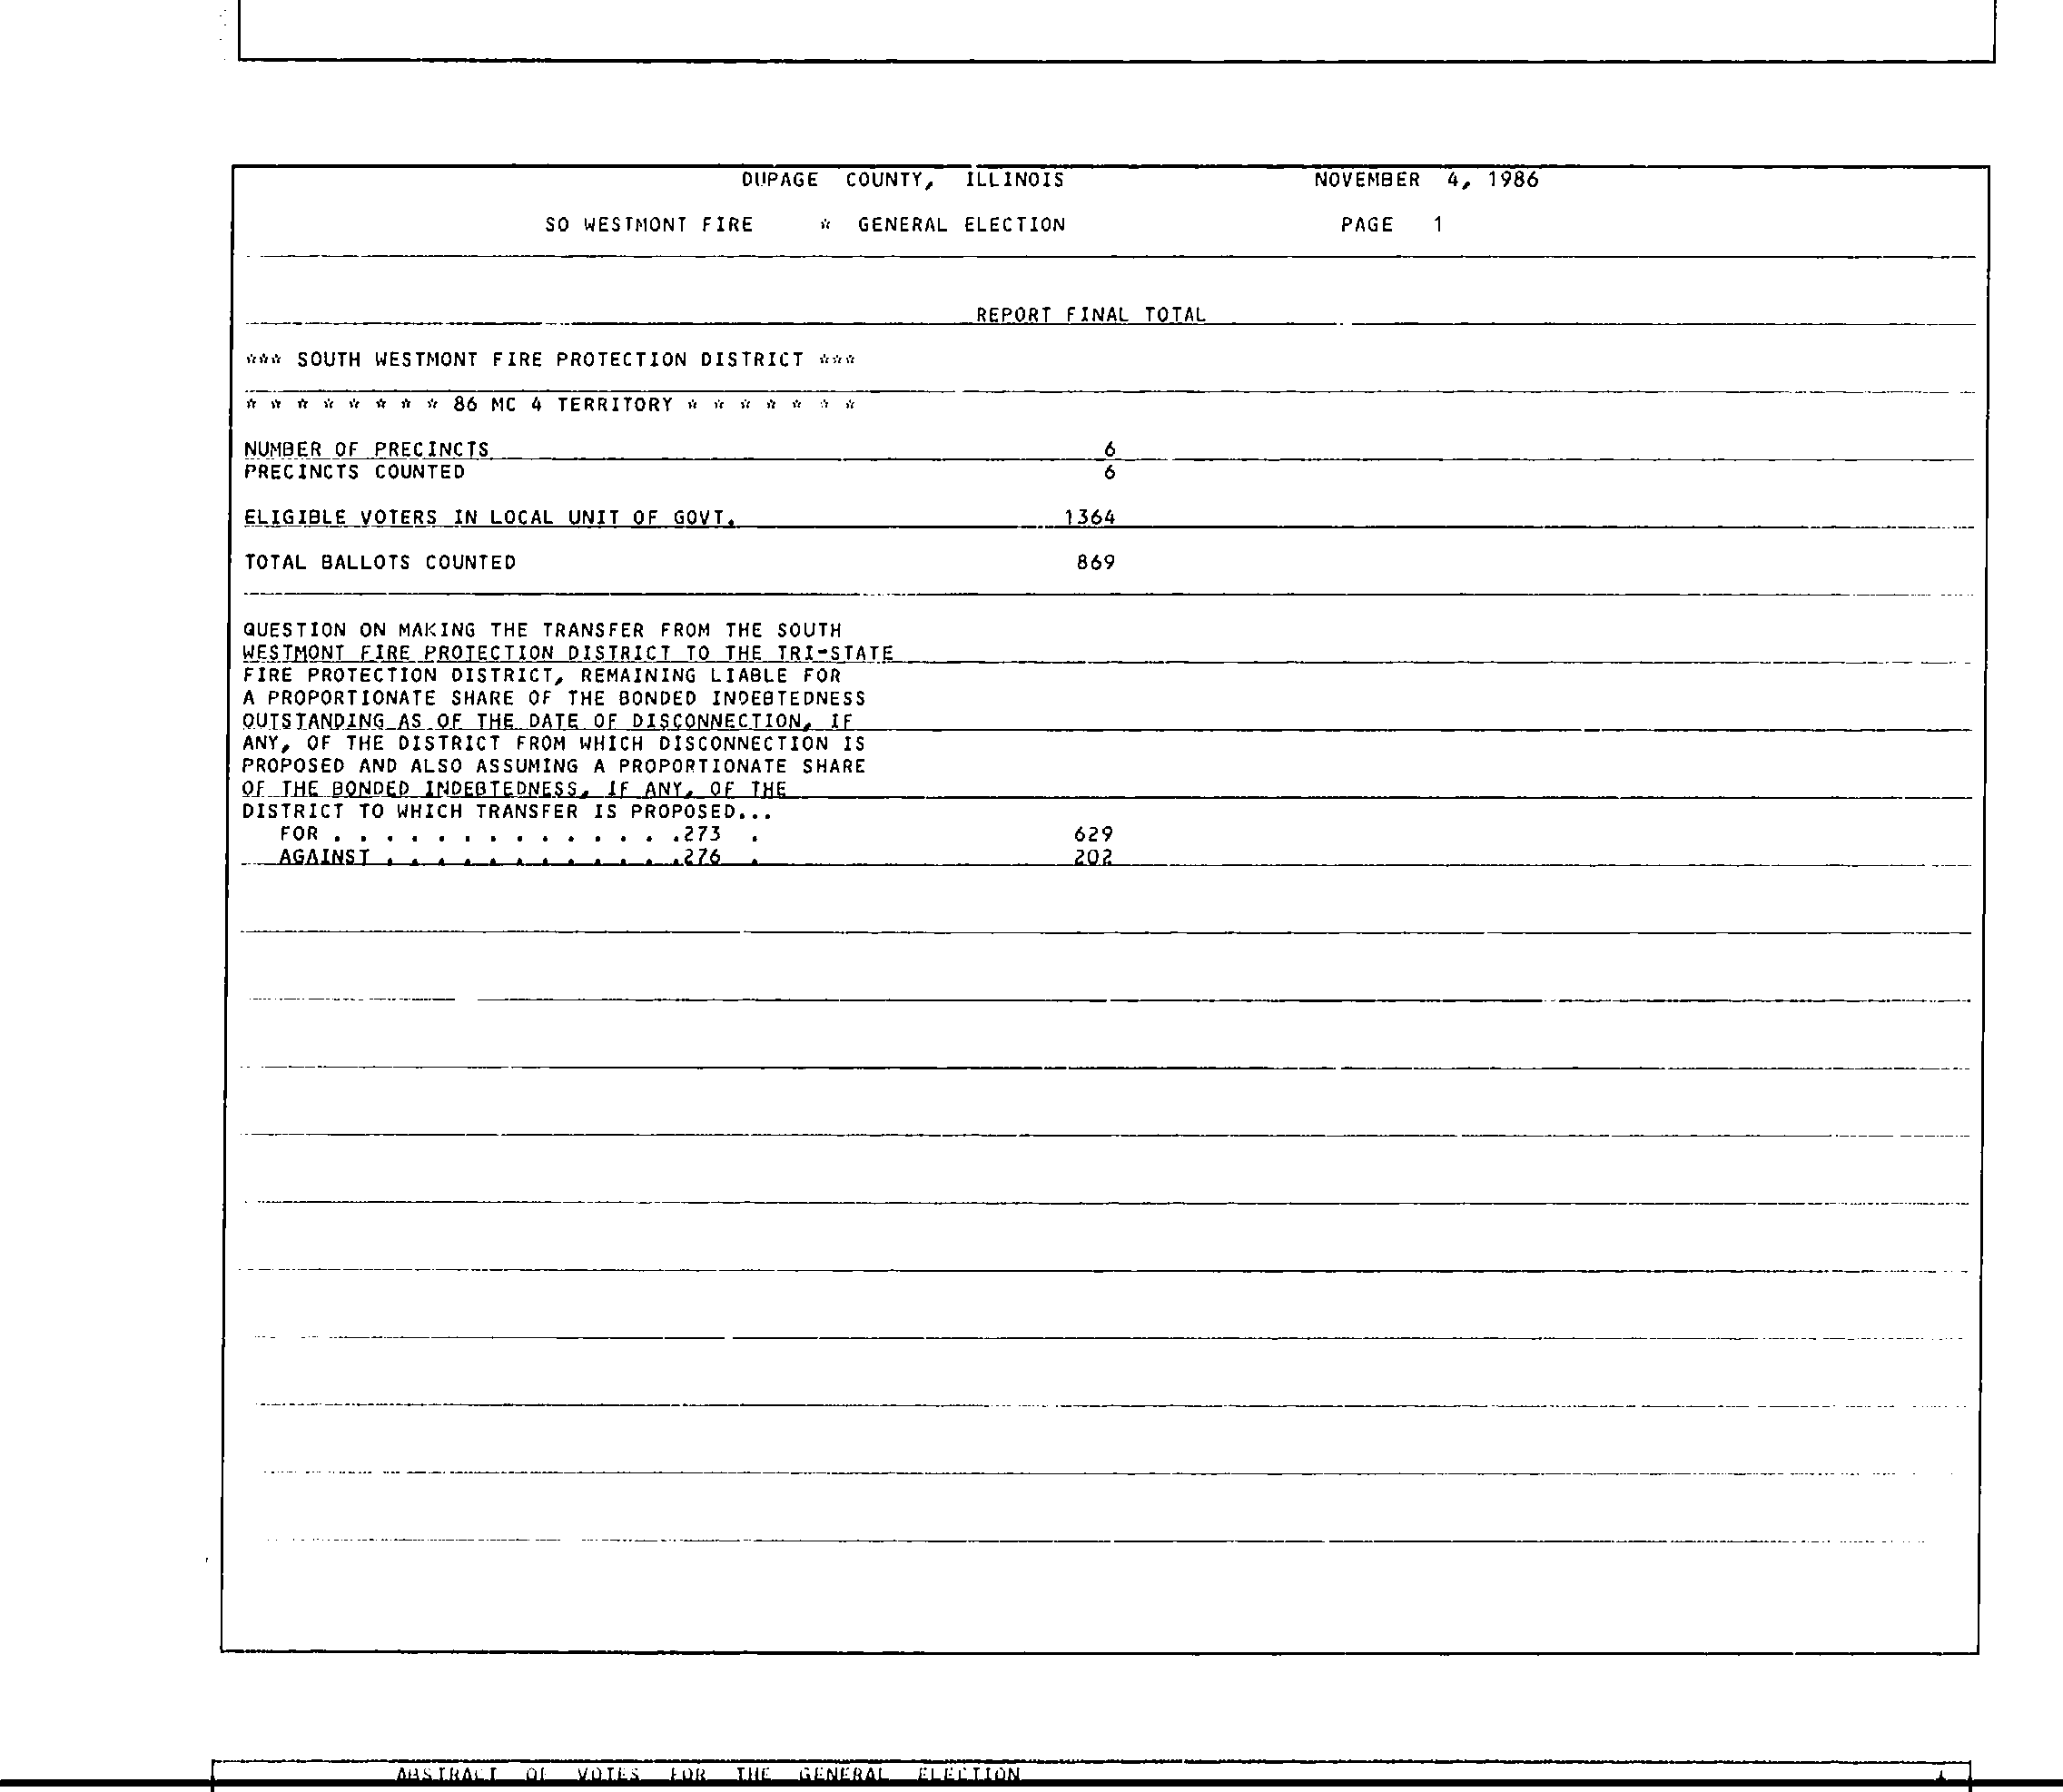 DUPAGE COUNTY, ILLINOIS NOVEMBER 4, 1986
SO WESTMONT FIRE * GENERAL ELECTION PAGE 1
REPORT FINAL TOTAL
*** SOUTH WESTMONT FIRE PROTECTION DISTRICT ***
* * * * * * * * 86 MC 4 TERRITORY * * * * * * *
NUMBER OF PRECINCTS 6
PRECINCTS COUNTED 6
ELIGIBLE VOTERS IN LOCAL UNIT OF GOVT. 1364
TOTAL BALLOTS COUNTED 869
QUESTION ON MAKING THE TRANSFER FROM THE SOUTH
WESTMONT FIRE PROTECTION DISTRICT TO THE TRI-STATE
FIRE PROTECTION DISTRICT, REMAINING LIABLE FOR
A PROPORTIONATE SHARE OF THE BONDED INDEBTEDNESS
OUTSTANDING AS OF THE DATE OF DISCONNECTION, IF
ANY, OF THE DISTRICT FROM WHICH DISCONNECTION IS
PROPOSED AND ALSO ASSUMING A PROPORTIONATE SHARE
OF THE BONDED INDEBTEDNESS, IF ANY, OF THE
DISTRICT TO WHICH TRANSFER IS PROPOSED...
FOR . . . . . . . . . . . . . .273 . 629
AGAINST . . . . . . . . . . . .276 . 202
ABSTRACT OF VOTES FOR THE GENERAL ELECTION